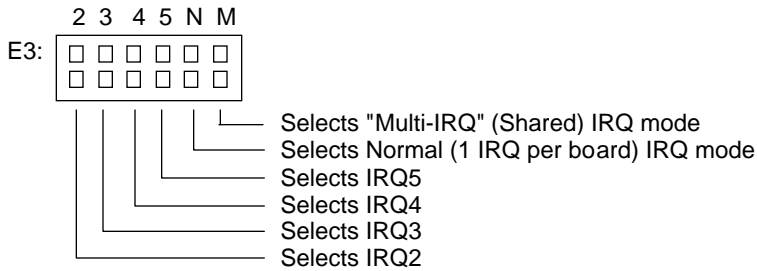 2 3 4 5 N M
E3:
Selects "Multi-IRQ" (Shared) IRQ mode
Selects Normal (1 IRQ per board) IRQ mode
Selects IRQ5
Selects IRQ4
Selects IRQ3
Selects IRQ2